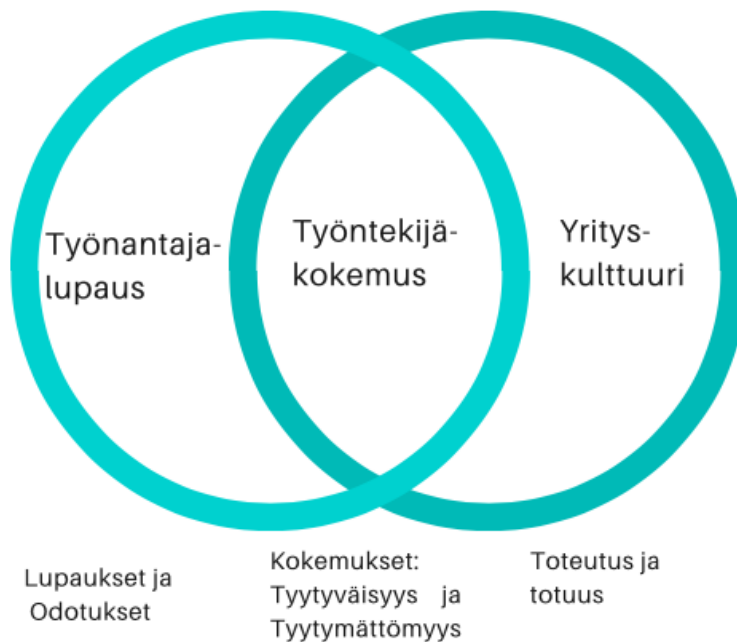 Työnantaja-
lupaus
Työntekijä-
kokemus
Yritys-
kulttuuri
Lupaukset ja
Odotukset
Kokemukset:
Tyytyväisyys ja
Tyytymättömyys
Toteutus ja
totuus